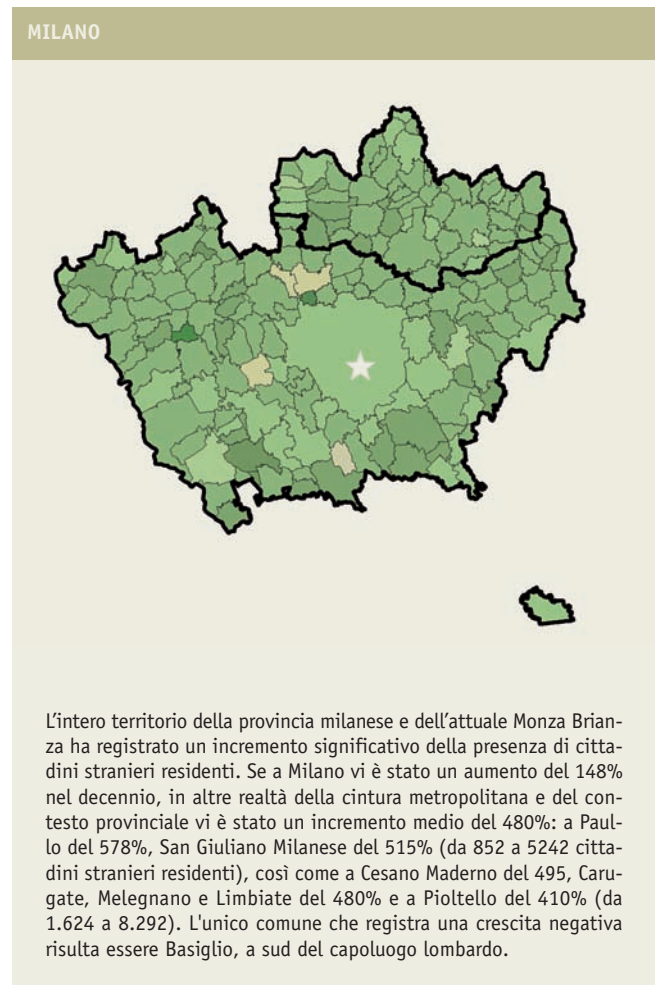 MILANO
L'intero territorio della provincia milanese e dell'attuale Monza Brian-
za ha registrato un incremento significativo della presenza di citta-
dini stranieri residenti. Se a Milano vi è stato un aumento del 148%
nel decennio, in altre realtà della cintura metropolitana e del con-
testo provinciale vi è stato un incremento medio del 480%: a Paul-
lo del 578%, San Giuliano Milanese del 515% (da 852 a 5242 citta-
dini stranieri residenti), così come a Cesano Maderno del 495, Caru-
gate, Melegnano e Limbiate del 480% e a Pioltello del 410% (da
1.624 a 8.292). L'unico comune che registra una crescita negativa
risulta essere Basiglio, a sud del capoluogo lombardo.